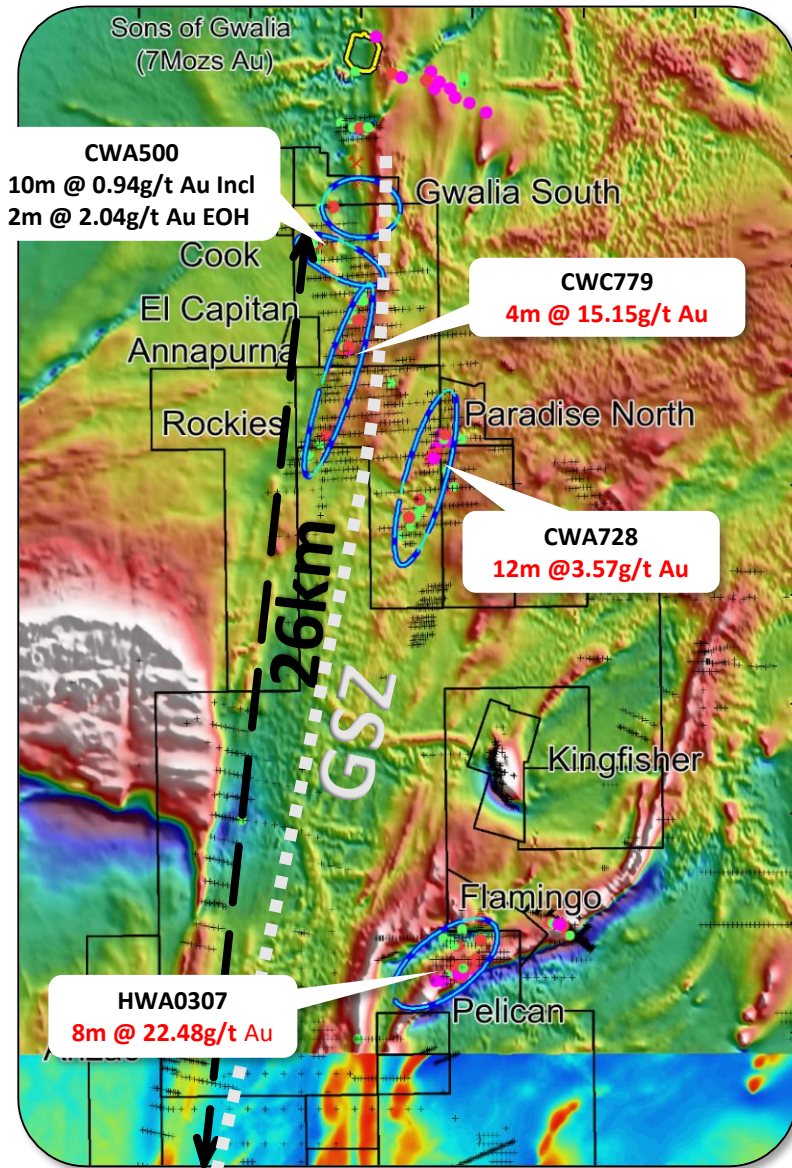 Sons of Gwalia
(7Mozs Au)
CWA500
10m @ 0.94g/t Au Incl
2m @ 2.04g/t Au EOH
Gwalia South
Cook
CWC779
4m @ 15.15g/t Au
El Capitan
Annapurna
Rockies
Paradise North
CWA728
12m @3.57g/t Au
26km
GSZ
Kingfisher
Flamingo
HWA0307
8m @ 22.48g/t Au
Pelican